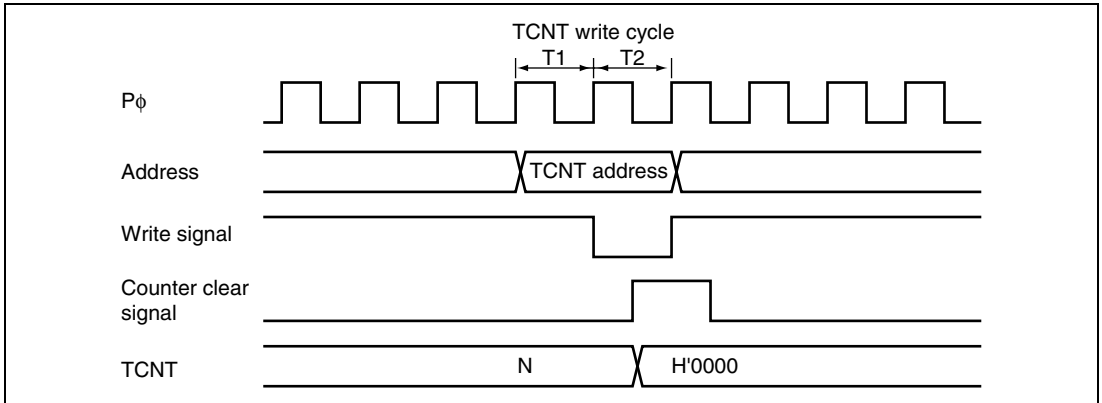 TCNT write cycle
T1 T2
Pϕ
Address
TCNT address
Write signal
Counter clear
signal
TCNT
N
H'0000